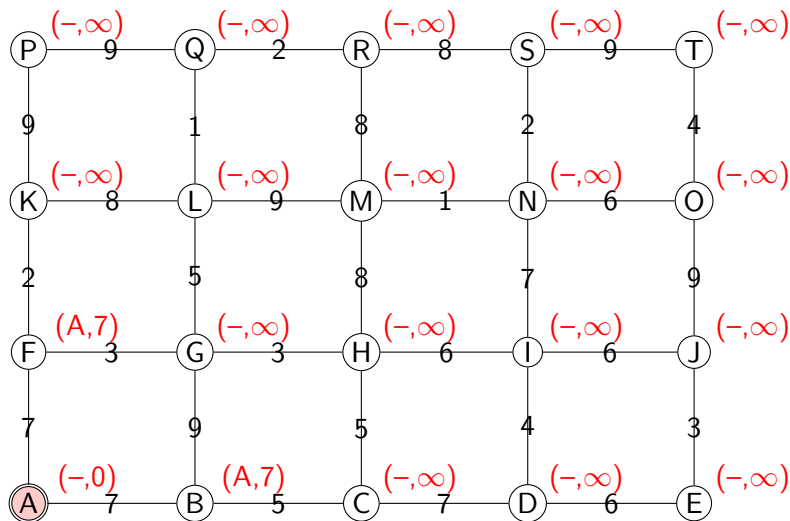 (–,∞) (–,∞) (–,∞) (–,∞) (–,∞)
P 9 Q 2 R 8 S 9 T
9 1 8 2 4
(–,∞) (–,∞) (–,∞) (–,∞) (–,∞)
K 8 L 9 M 1 N 6 O
2 5 8 7 9
(A,7) (–,∞) (–,∞) (–,∞) (–,∞)
F 3 G 3 H 6 I 6 J
7 9 5 4 3
(–,0) (A,7) (–,∞) (–,∞) (–,∞)
A 7 B 5 C 7 D 6 E